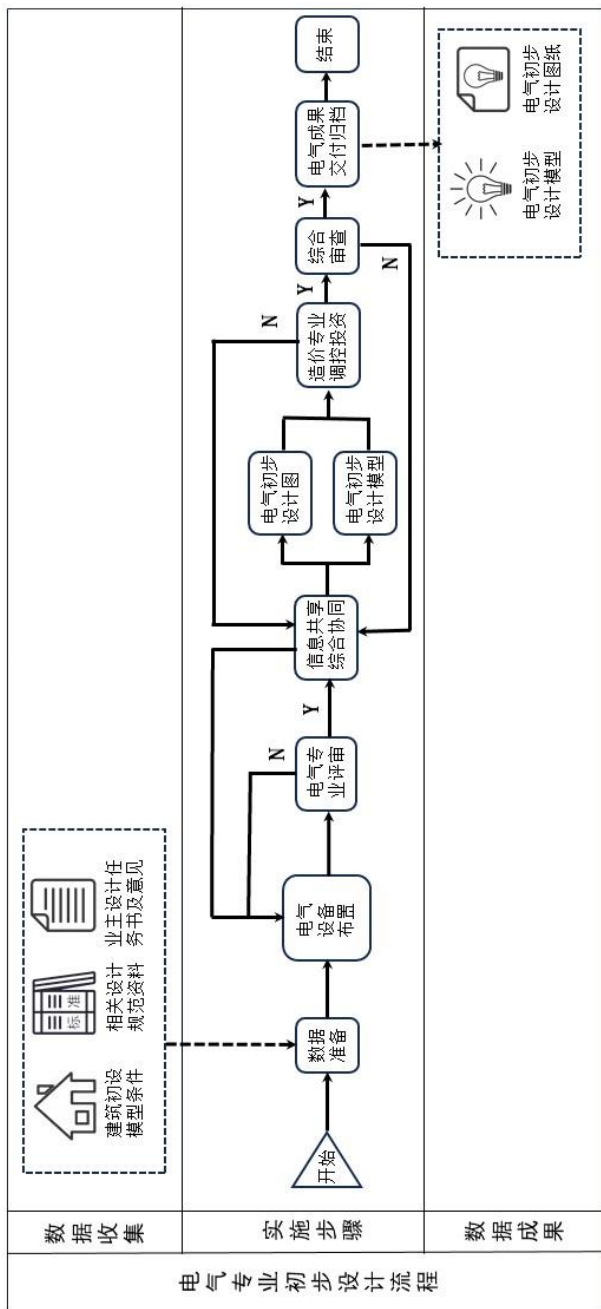 电气专业初步设计流程
数据收集
建筑初设
模型条件
标准
相关设计
规范资料
业主设计任
务书及意见
实施步骤
开始
数据
准备
电气
设备
布置
电气专
业评审
N
Y
信息共享
综合协同
电气初步
设计图
电气初步
设计模型
造价专业
调控投资
N
Y
综合
审查
N
Y
电气成果
交付归档
结束
数据成果
电气初步
设计模型
电气初步
设计图纸